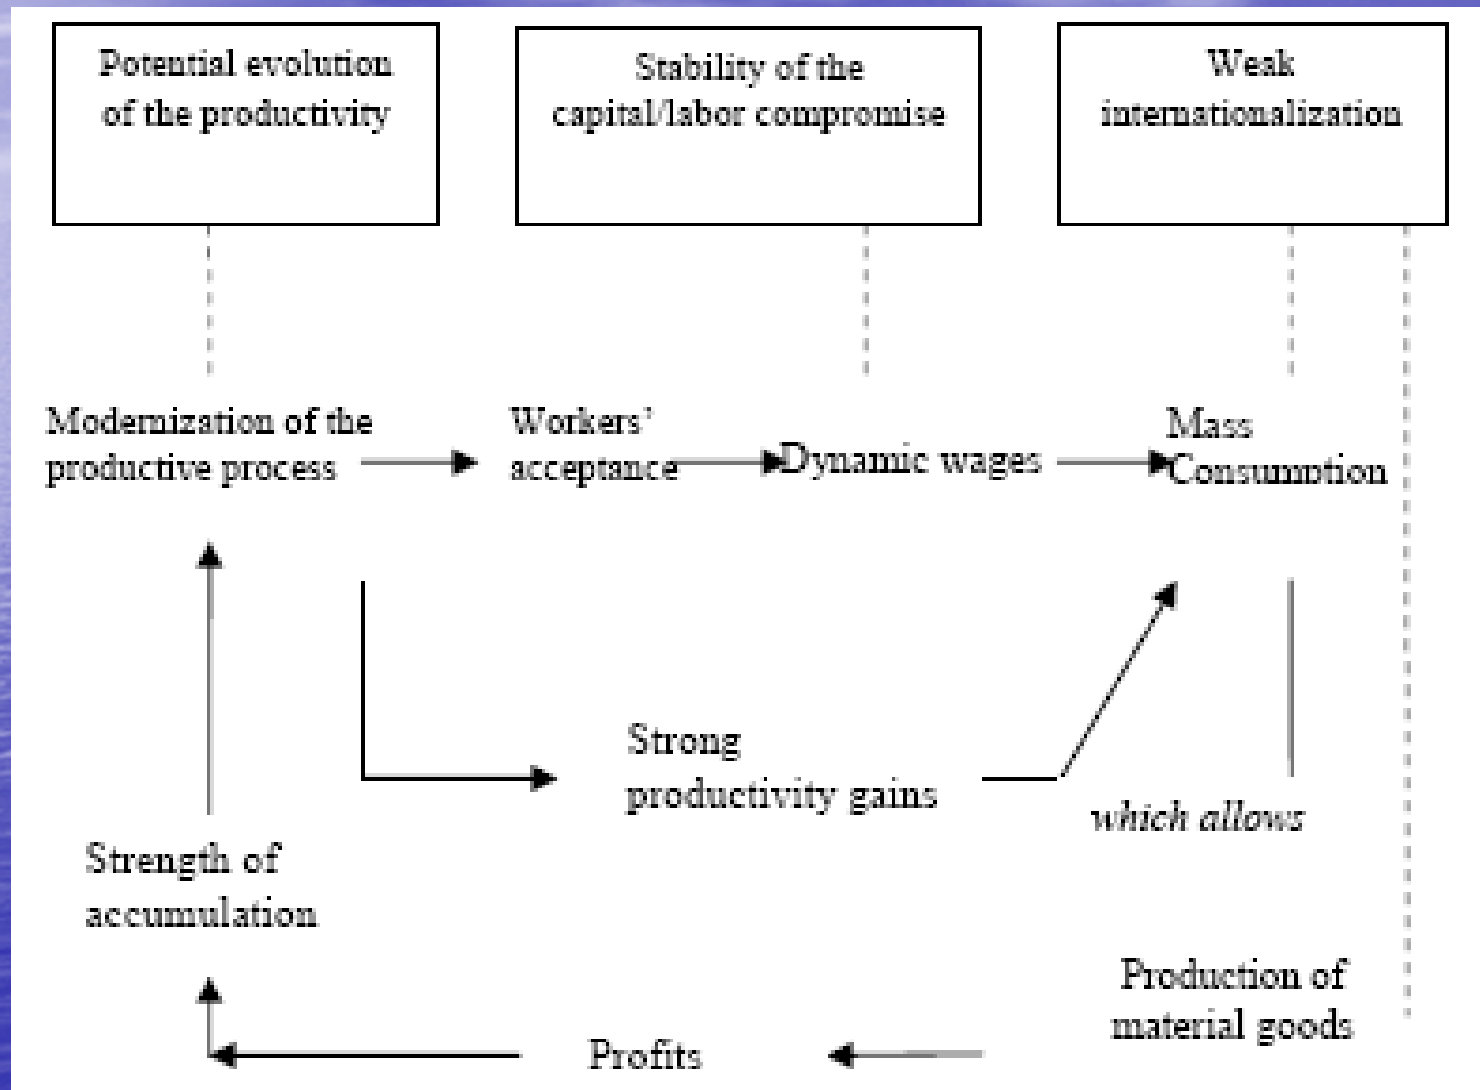 Potential evolution
of the productivity
Stability of the
capital/labor compromise
Weak
internationalization
Modernization of the
productive process
Workers'
acceptance
Dynamic wages
Mass
Consumption
Strong
productivity gains
which allows
Strength of
accumulation
Production of
material goods
Profits